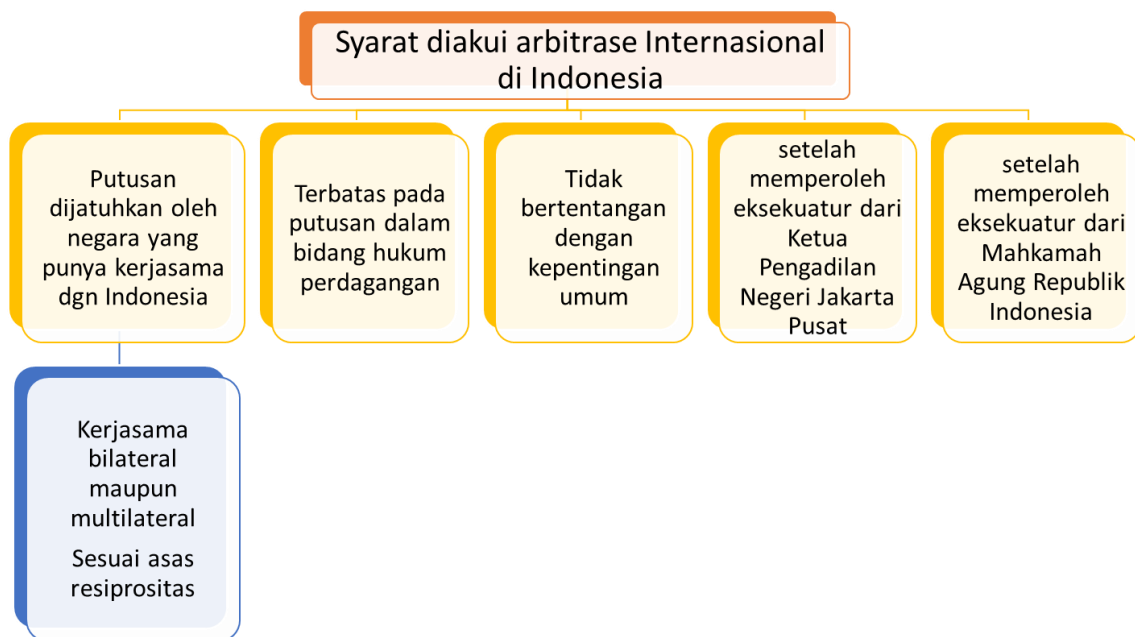 Syarat diakui arbitrase Internasional
di Indonesia
Putusan
dijatuhkan oleh
negara yang
punya kerjasama
dgn Indonesia
Terbatas pada
putusan dalam
bidang hukum
perdagangan
Tidak
bertentangan
dengan
kepentingan
umum
setelah
memperoleh
eksekuatur dari
Ketua
Pengadilan
Negeri Jakarta
Pusat
setelah
memperoleh
eksekuatur dari
Mahkamah
Agung Republik
Indonesia
Kerjasama
bilateral
maupun
multilateral
Sesuai asas
resiprositas